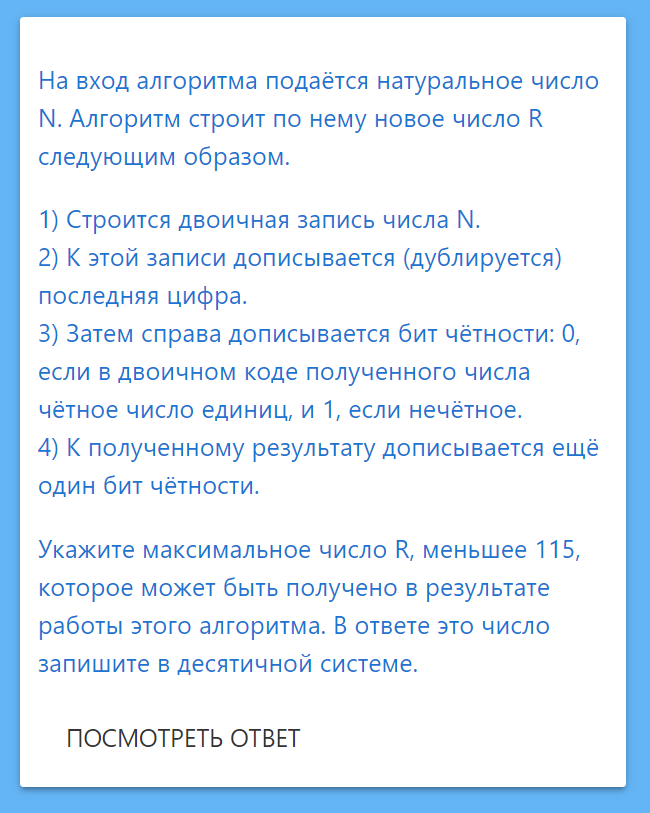 На вход алгоритма подаётся натуральное число
N. Алгоритм строит по нему новое число R
следующим образом.
1) Строится двоичная запись числа N.
2) К этой записи дописывается (дублируется)
последняя цифра.
3) Затем справа дописывается бит чётности: 0,
если в двоичном коде полученного числа
чётное число единиц, и 1, если нечётное.
4) К полученному результату дописывается ещё
один бит чётности.
Укажите максимальное число R, меньшее 115,
которое может быть получено в результате
работы этого алгоритма. В ответе это число
запишите в десятичной системе.
ПОСМОТРЕТЬ ОТВЕТ